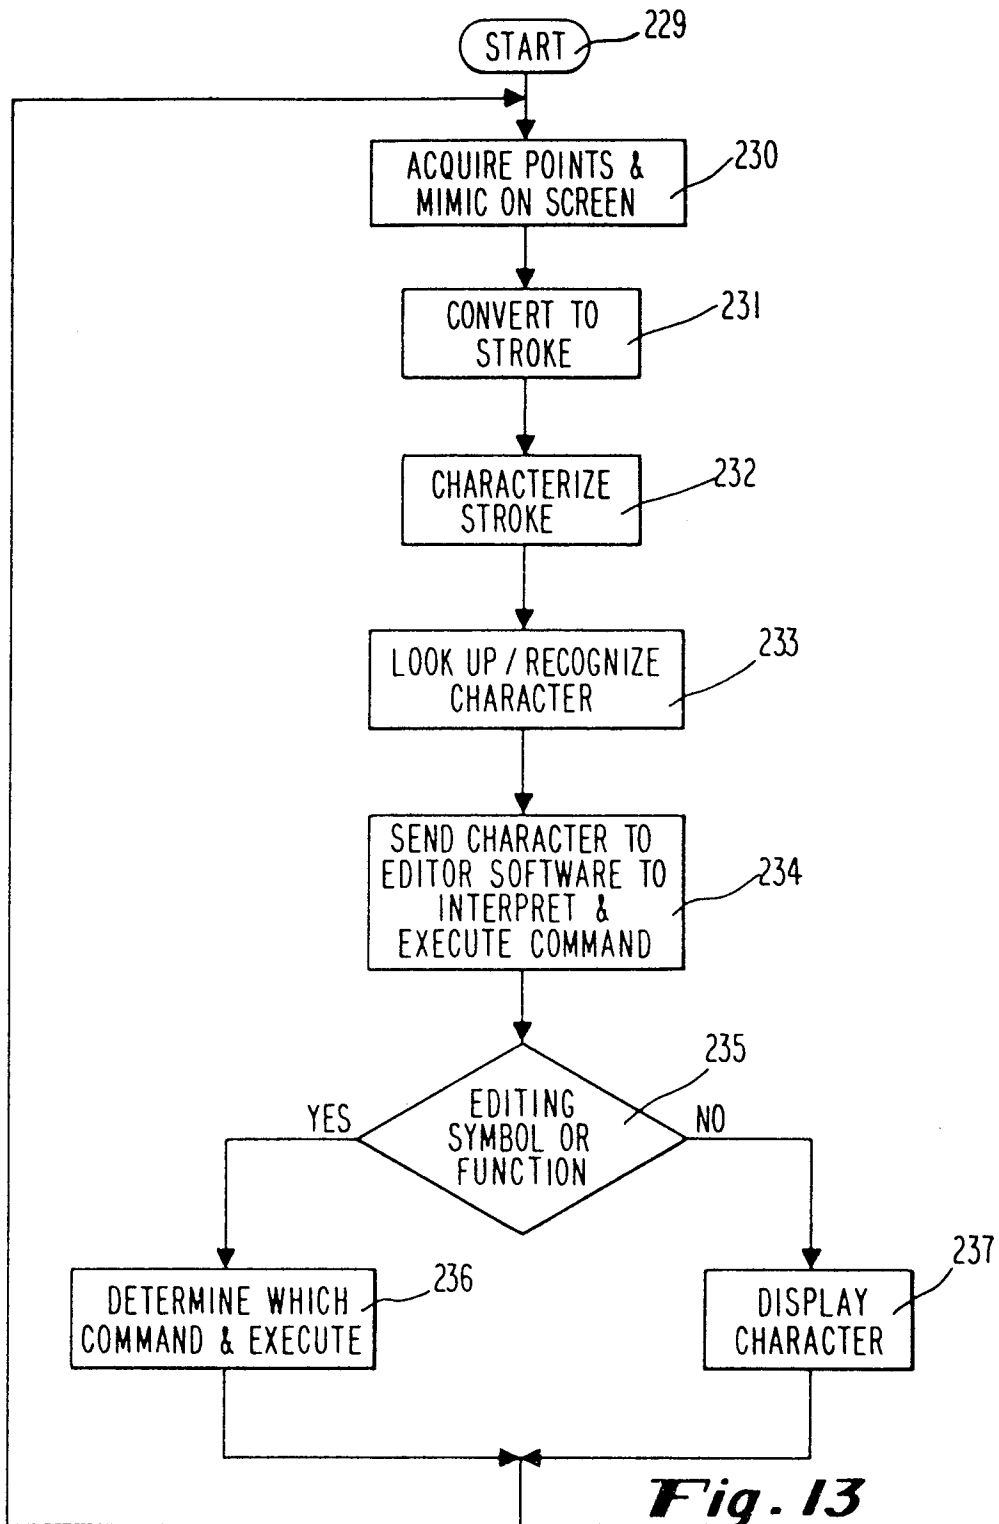 START
229
ACQUIRE POINTS &
MIMIC ON SCREEN
230
CONVERT TO
STROKE
231
CHARACTERIZE
STROKE
232
LOOK UP / RECOGNIZE
CHARACTER
233
SEND CHARACTER TO
EDITOR SOFTWARE TO
INTERPRET &
EXECUTE COMMAND
234
EDITING
SYMBOL OR
FUNCTION
235
YES
NO
DETERMINE WHICH
COMMAND & EXECUTE
236
DISPLAY
CHARACTER
237
Fig. 13